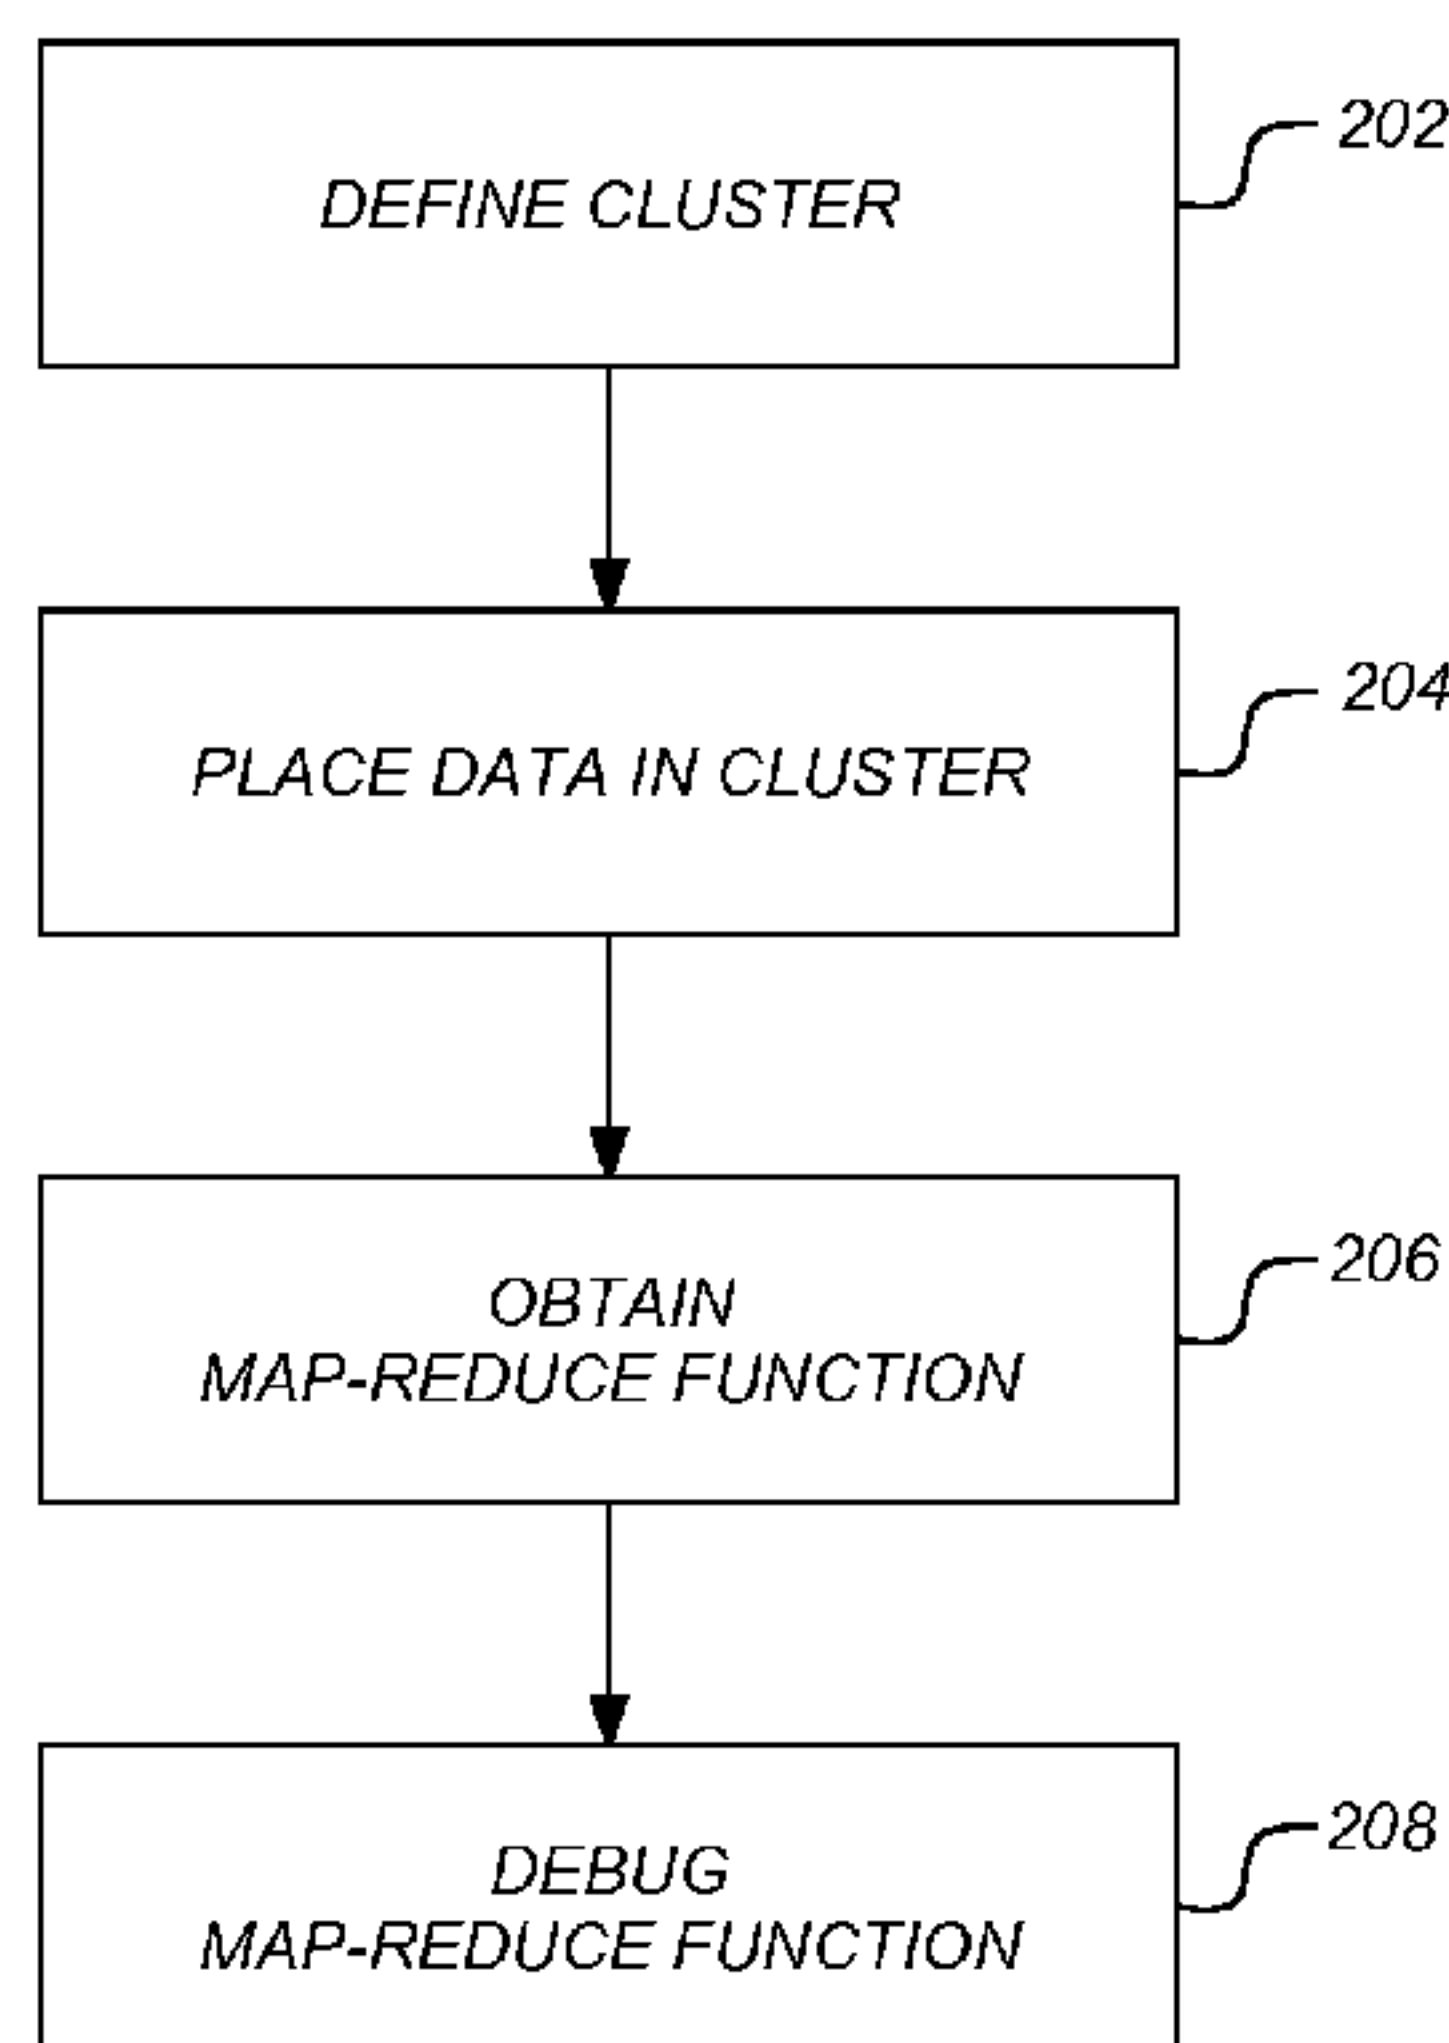 DEFINE CLUSTER
202
PLACE DATA IN CLUSTER
204
OBTAIN
MAP-REDUCE FUNCTION
206
DEBUG
MAP-REDUCE FUNCTION
208